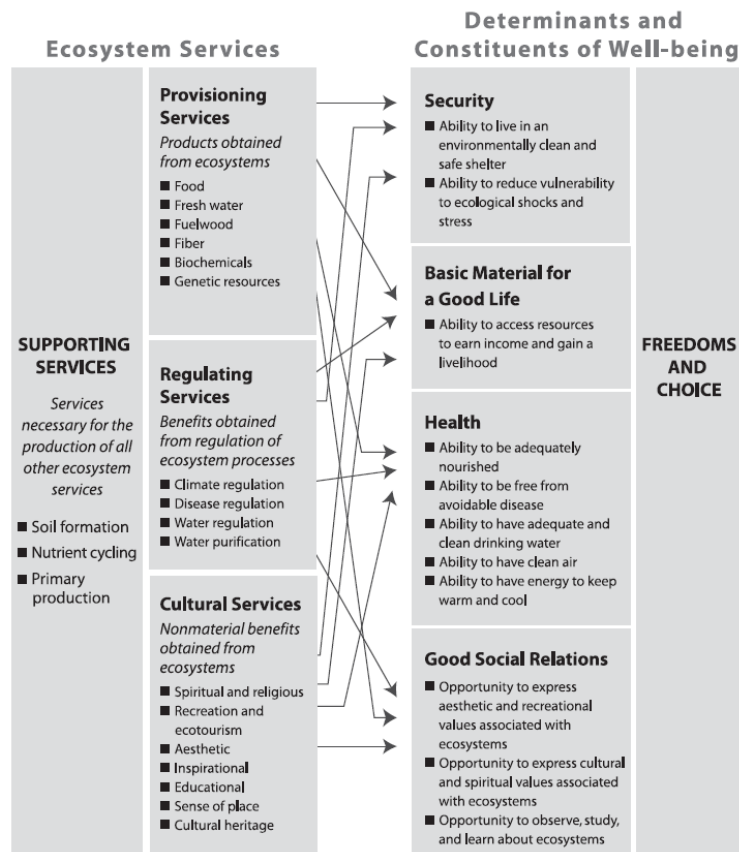 Ecosystem Services
SUPPORTING
SERVICES
Services
necessary for the
production of all
other ecosystem
services
■ Soil formation
■ Nutrient cycling
■ Primary
production
Provisioning
Services
Products obtained
from ecosystems
■ Food
■ Fresh water
■ Fuelwood
■ Fiber
■ Biochemicals
■ Genetic resources
Regulating
Services
Benefits obtained
from regulation of
ecosystem processes
■ Climate regulation
■ Disease regulation
■ Water regulation
■ Water purification
Cultural Services
Nonmaterial benefits
obtained from
ecosystems
■ Spiritual and religious
■ Recreation and
ecotourism
■ Aesthetic
■ Inspirational
■ Educational
■ Sense of place
■ Cultural heritage
Determinants and
Constituents of Well-being
Security
■ Ability to live in an
environmentally clean and
safe shelter
■ Ability to reduce vulnerability
to ecological shocks and
stress
Basic Material for
a Good Life
■ Ability to access resources
to earn income and gain a
livelihood
Health
■ Ability to be adequately
nourished
■ Ability to be free from
avoidable disease
■ Ability to have adequate and
clean drinking water
■ Ability to have clean air
■ Ability to have energy to keep
warm and cool
Good Social Relations
■ Opportunity to express
aesthetic and recreational
values associated with
ecosystems
■ Opportunity to express cultural
and spiritual values associated
with ecosystems
■ Opportunity to observe, study,
and learn about ecosystems
FREEDOMS
AND
CHOICE